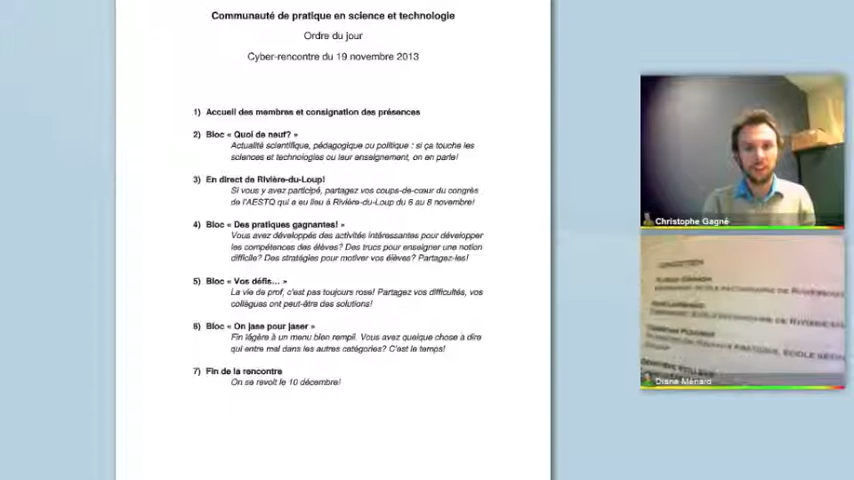 Communauté de pratique en science et technologie
Ordre du jour
Cyber-rencontre du 19 novembre 2013
1) Accueil des membres et consignation des présences
2) Bloc « Quoi de neuf? »
Actualité scientifique, pédagogique ou politique : si ça touche les
sciences et technologies ou leur enseignement, on en parle!
3) En direct de Rivière-du-Loup!
Si vous y avez participé, partagez vos coups-de-cœur du congrès
de l'AESTQ qui a eu lieu à Rivière-du-Loup du 6 au 8 novembre!
4) Bloc « Des pratiques gagnantes! »
Vous avez développés des activités intéressantes pour développer
les compétences des élèves? Des trucs pour enseigner une notion
difficile? Des stratégies pour motiver vos élèves? Partagez-les!
5) Bloc « Vos défis... »
La vie de prof, c'est pas toujours rose! Partagez vos difficultés, vos
collègues ont peut-être des solutions!
6) Bloc « On jase pour jaser »
Fin légère à un menu bien rempli. Vous avez quelque chose à dire
qui entre mal dans les autres catégories? C'est le temps!
7) Fin de la rencontre
On se revoit le 10 décembre!
Christophe Gagné
Diane Ménard